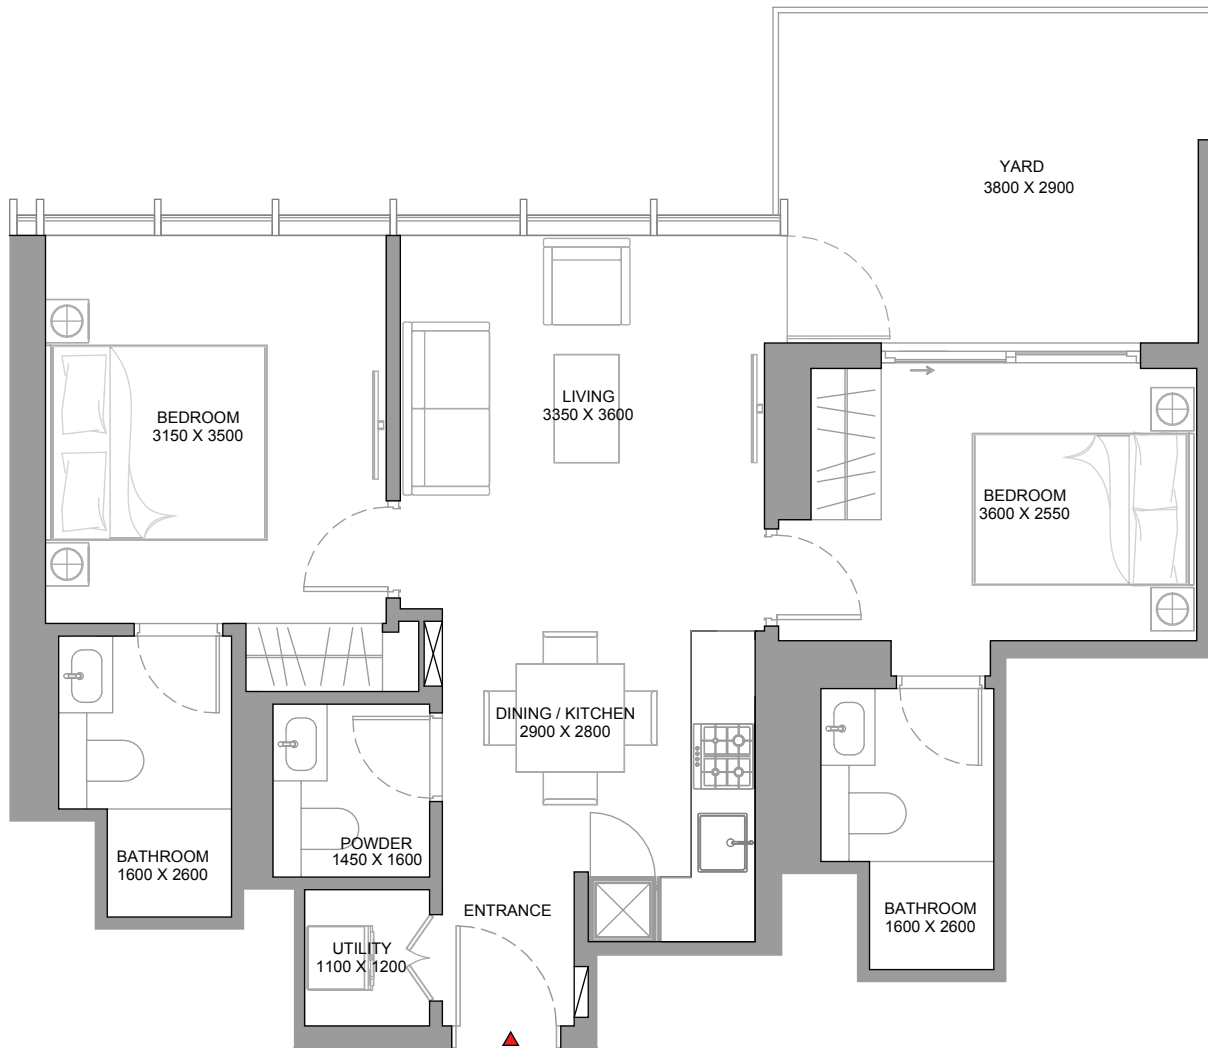 YARD
3800 X 2900
LIVING
3350 X 3600
BEDROOM
3150 X 3500
BEDROOM
3600 X 2550
DINING / KITCHEN
2900 X 2800
POWDER
1450 X 1600
BATHROOM
1600 X 2600
ENTRANCE
BATHROOM
1600 X 2600
UTILITY
1100 X 1200